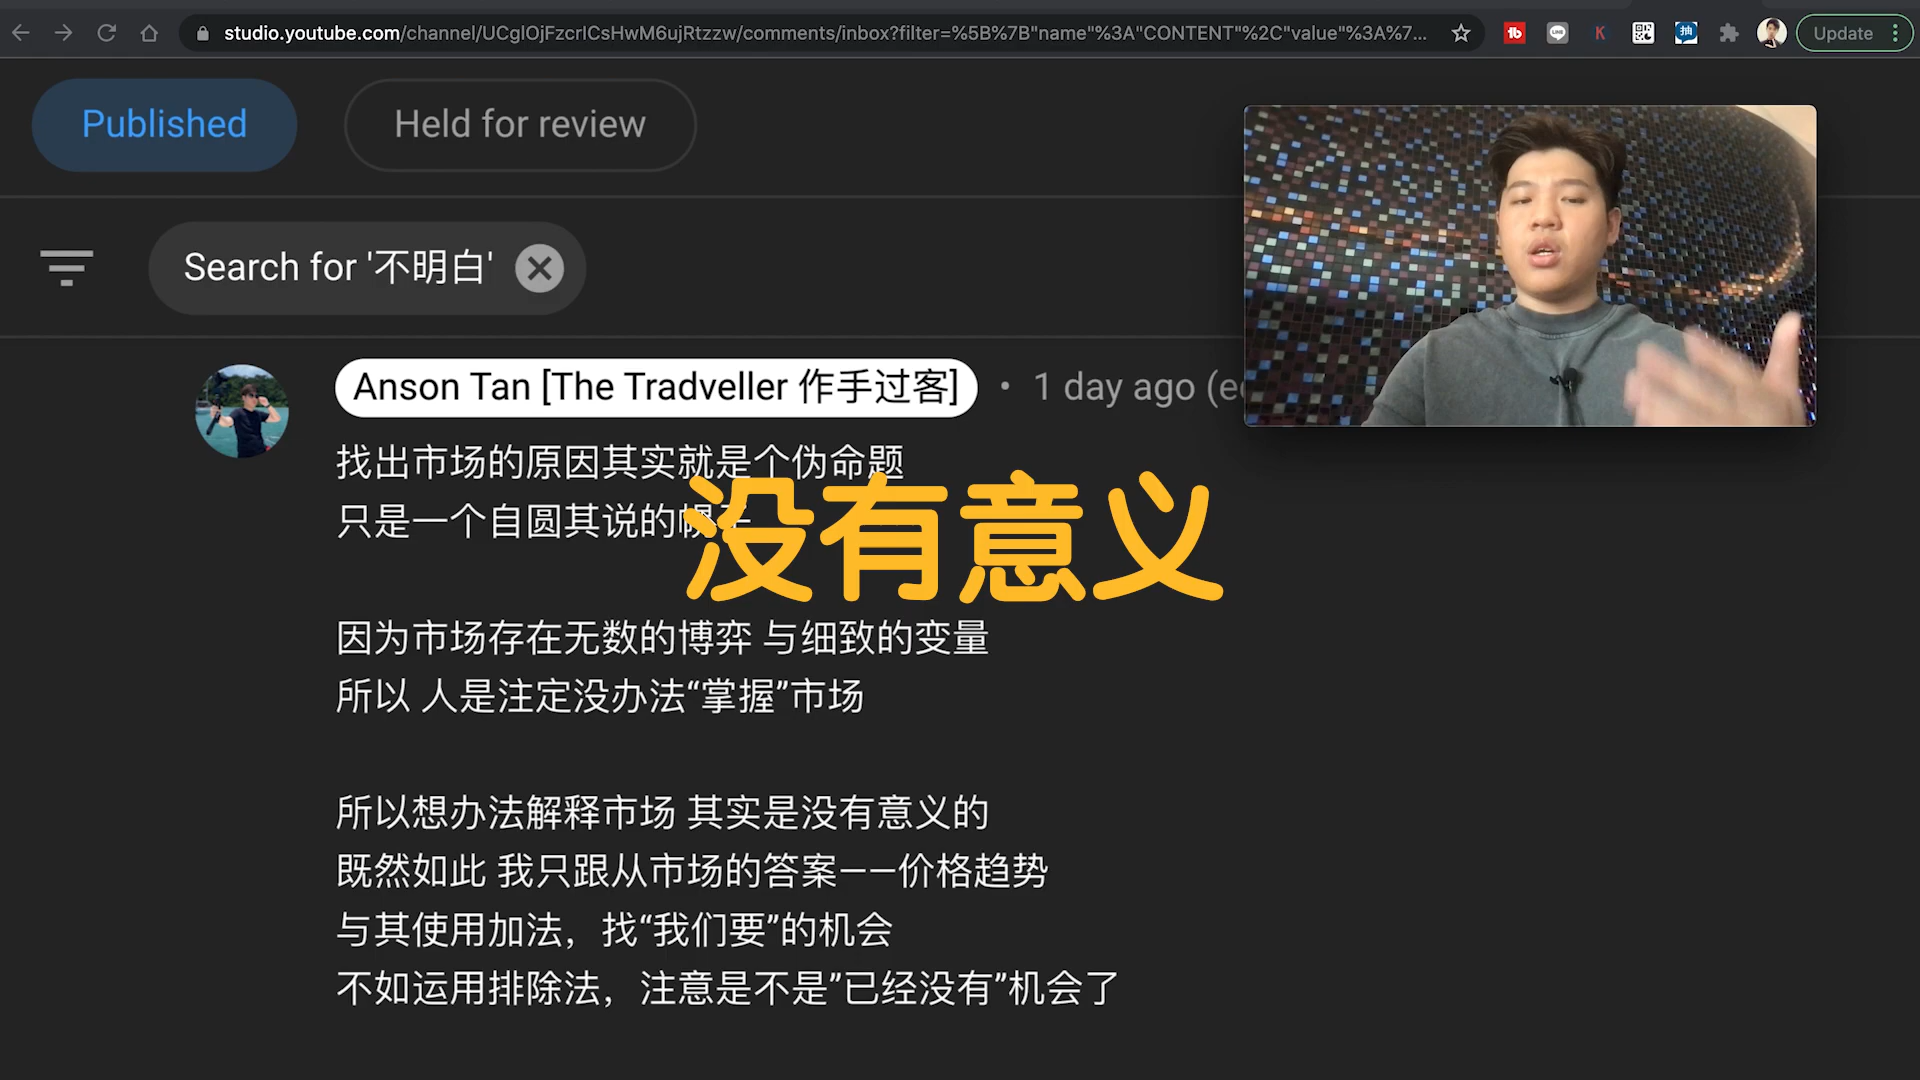 studio.youtube.com/channel/UCglOjFzcrICsHwM6ujRtzzw/comments/inbox?filter=%5B%7B"name"%3A"CONTENT"%2C"value"%3A%7...
Update
Published
Held for review
Search for '不明白'
Anson Tan [The Tradveller 作手过客] • 1 day ago
找出市场的原因其实就是个伪命题
只是一个自圆其说的
没有意义
因为市场存在无数的博弈 与细致的变量
所以 人是注定没办法“掌握”市场
所以想办法解释市场 其实是没有意义的
既然如此 我只跟从市场的答案——价格趋势
与其使用加法，找“我们要”的机会
不如运用排除法，注意是不是”已经没有”机会了